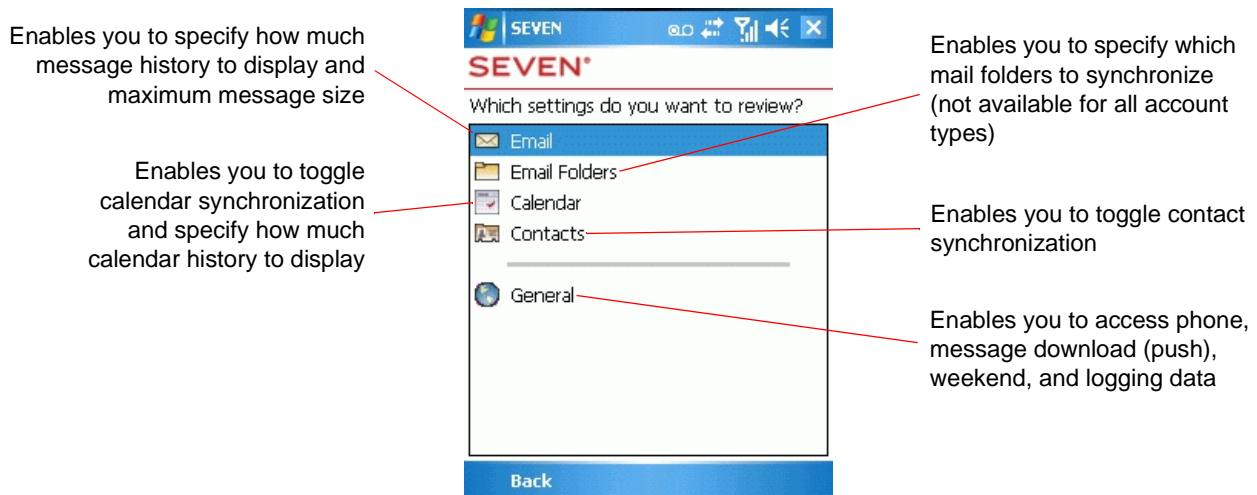 Enables you to specify how much
message history to display and
maximum message size
Enables you to toggle
calendar synchronization
and specify how much
calendar history to display
SEVEN
SEVEN
Which settings do you want to review?
Email
Email Folders
Calendar
Contacts
General
Back
Enables you to specify which
mail folders to synchronize
(not available for all account
types)
Enables you to toggle contact
synchronization
Enables you to access phone,
message download (push),
weekend, and logging data